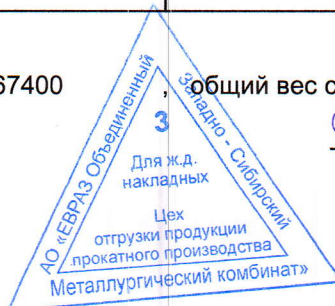 67400 , общий вес с
АО «ЕВРАЗ Объединенный
Западно - Сибирский
Металлургический комбинат»
3
Для ж.д.
накладных
Цех
отгрузки продукции
прокатного производства